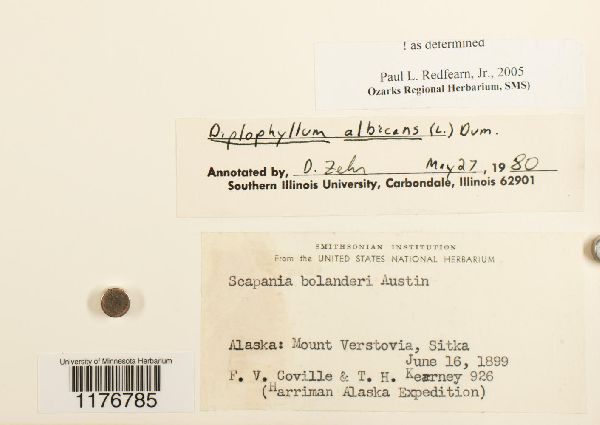 ! as determined
Paul L. Redfearn, Jr., 2005
Ozarks Regional Herbarium, SMS)
Diplophyllum albicans (L.) Dum.
Annotated by, D. Zehr May 27, 1980
Southern Illinois University, Carbondale, Illinois 62901
SMITHSONIAN INSTITUTION
From the UNITED STATES NATIONAL HERBARIUM
Scapania bolanderi Austin
Alaska: Mount Verstovia, Sitka
June 16, 1899
F. V. Coville & T. H. Kearney 926
(Harriman Alaska Expedition)
University of Minnesota Herbarium
1176785